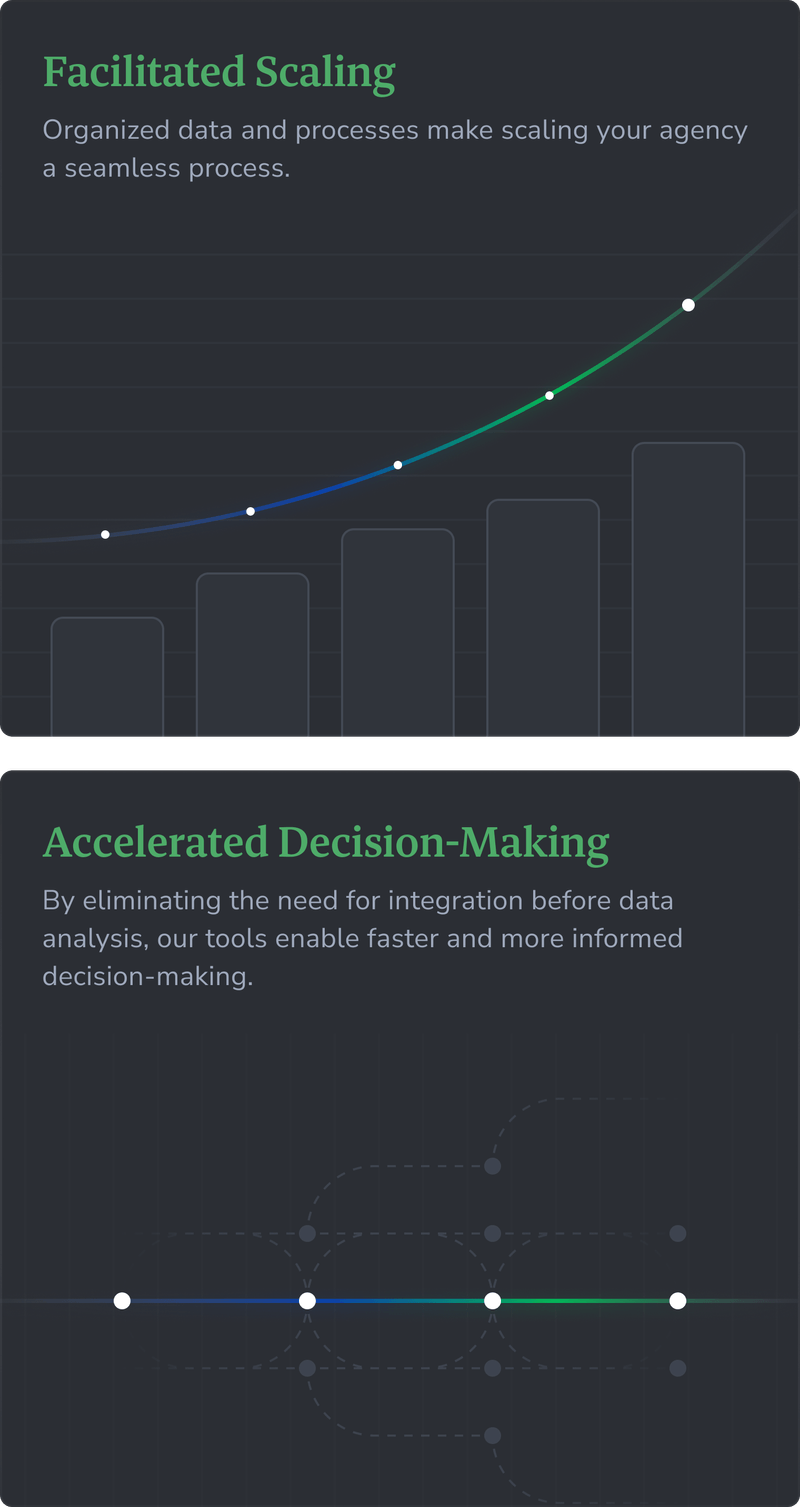 Facilitated Scaling
Organized data and processes make scaling your agency
a seamless process.
Accelerated Decision-Making
By eliminating the need for integration before data
analysis, our tools enable faster and more informed
decision-making.